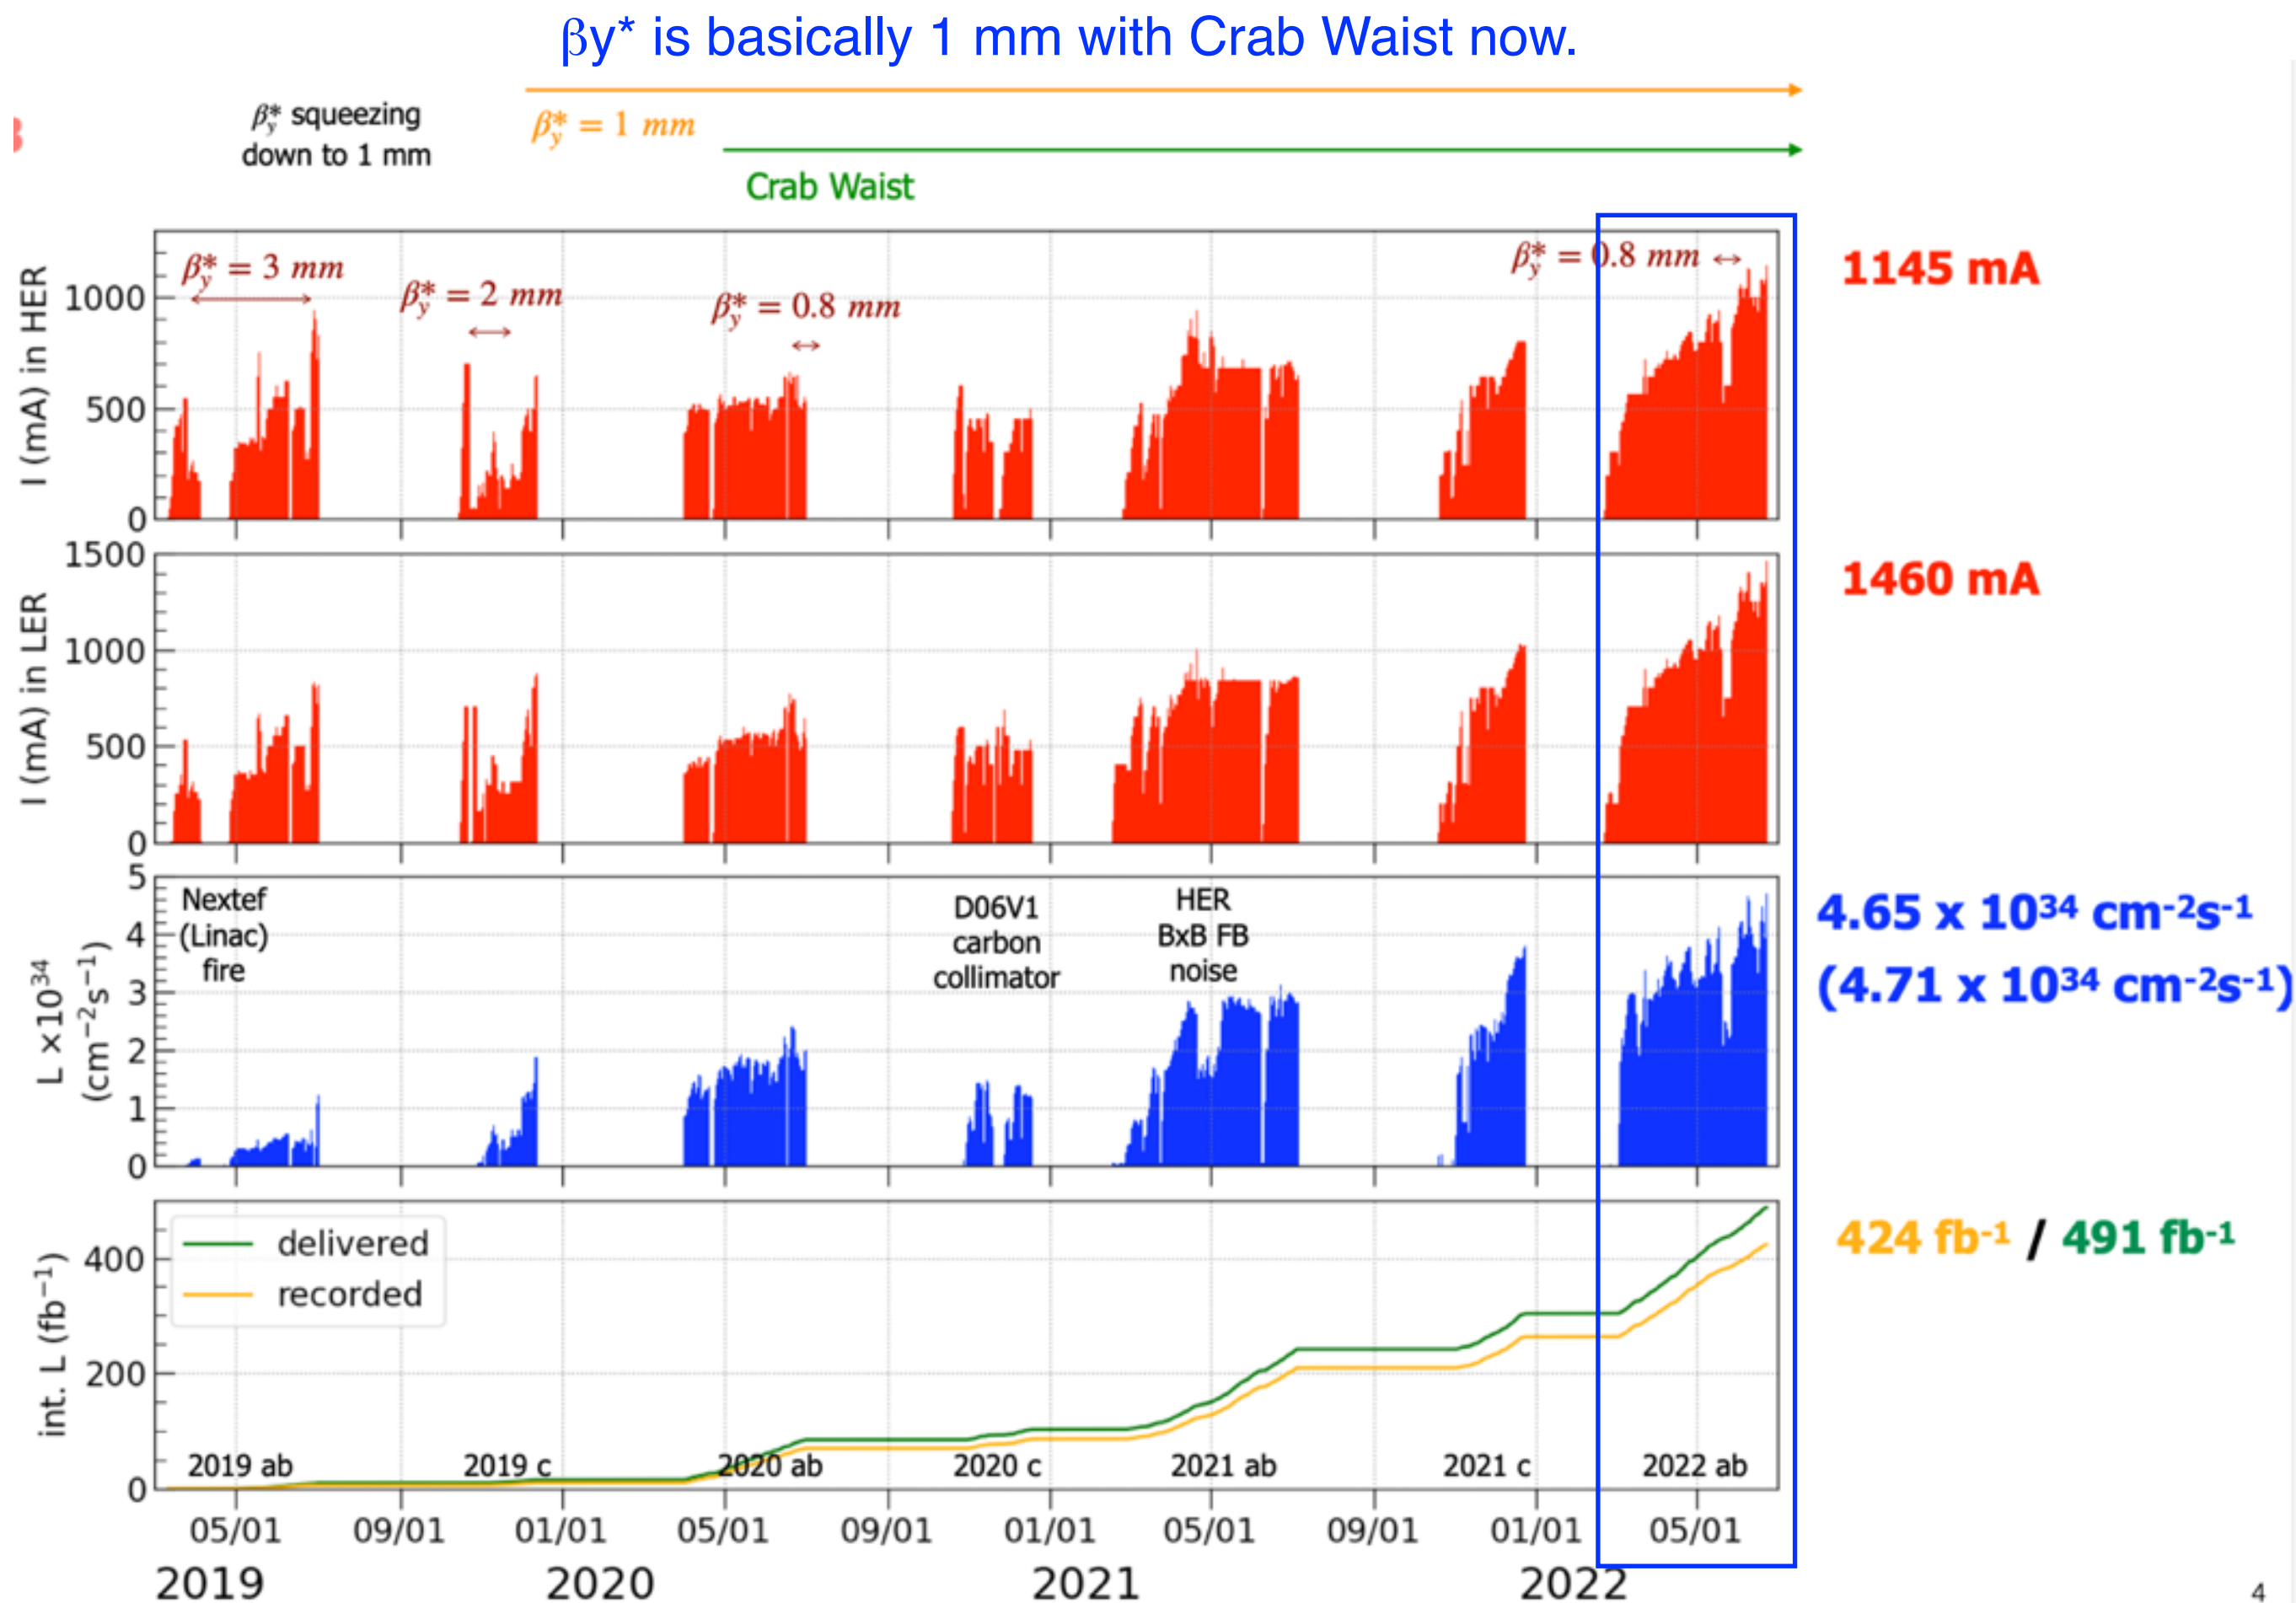 βy* is basically 1 mm with Crab Waist now.
β*y squeezing
down to 1 mm
β*y = 1 mm
Crab Waist
I (mA) in HER
1000
500
0
β*y = 3 mm
β*y = 2 mm
β*y = 0.8 mm
β*y = 0.8 mm
1145 mA
I (mA) in LER
1500
1000
500
0
1460 mA
L ×10³⁴
(cm⁻²s⁻¹)
5
4
3
2
1
0
Nextef
(Linac)
fire
D06V1
carbon
collimator
HER
BxB FB
noise
4.65 x 10³⁴ cm⁻²s⁻¹
(4.71 x 10³⁴ cm⁻²s⁻¹)
int. L (fb⁻¹)
400
200
0
delivered
recorded
424 fb⁻¹ / 491 fb⁻¹
2019 ab
2019 c
2020 ab
2020 c
2021 ab
2021 c
2022 ab
05/01 09/01 01/01 05/01 09/01 01/01 05/01 09/01 01/01 05/01
2019 2020 2021 2022
4